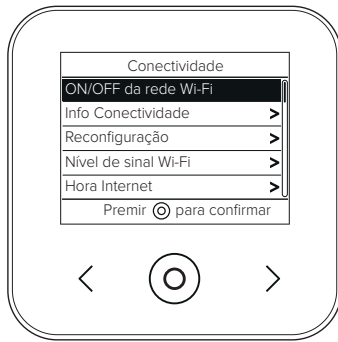 Conectividade
ON/OFF da rede Wi-Fi
Info Conectividade >
Reconfiguração >
Nível de sinal Wi-Fi >
Hora Internet >
Premir ◎ para confirmar